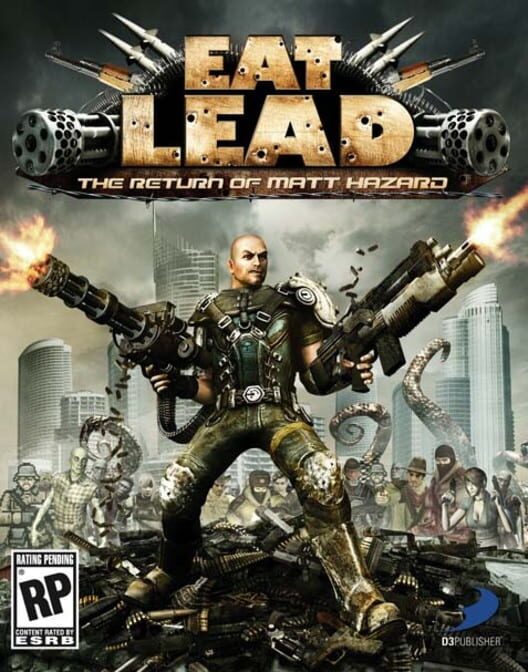 EAT
LEAD
THE RETURN OF MATT HAZARD
RATING PENDING
RP
CONTENT RATED BY
ESRB
D3PUBLISHER